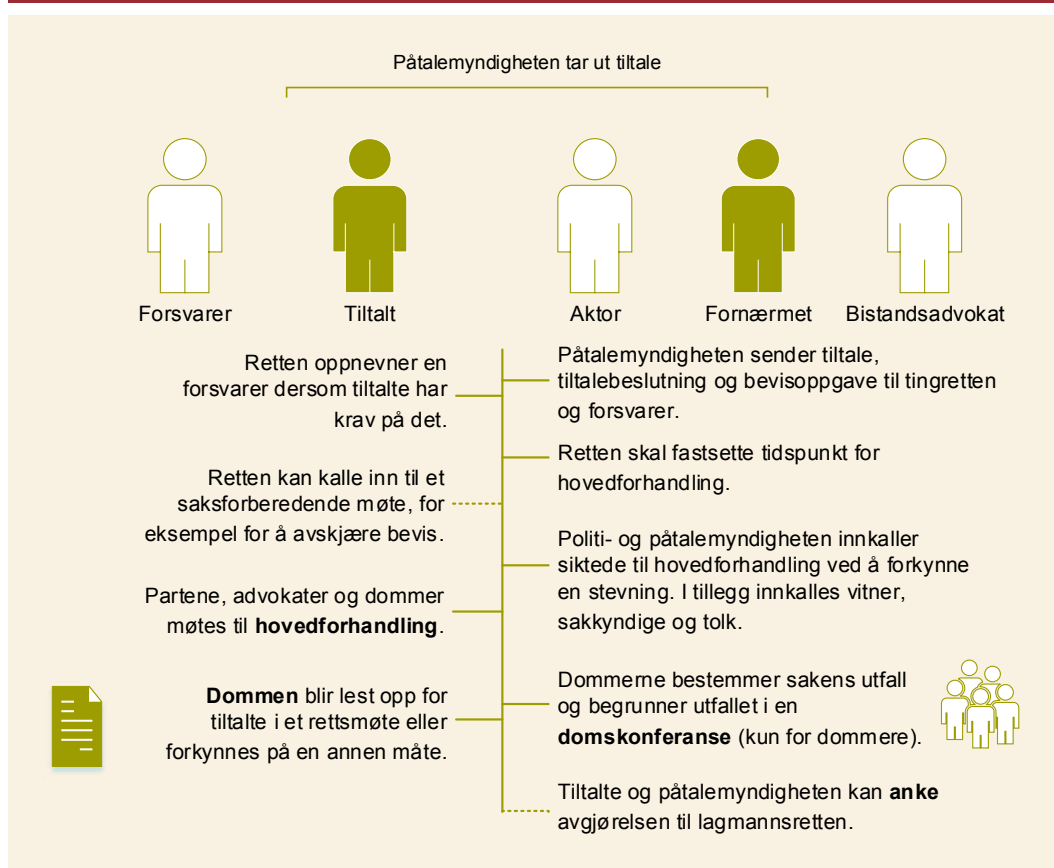 Påtalemyndigheten tar ut tiltale
Forsvarer
Tiltalt
Aktor
Fornærmet
Bistandsadvokat
Påtalemyndigheten sender tiltale,
tiltalebeslutning og bevisoppgave til tingretten
og forsvarer.
Retten oppnevner en
forsvarer dersom tiltalte har
krav på det.
Retten skal fastsette tidspunkt for
hovedforhandling.
Retten kan kalle inn til et
saksforberedende møte, for
eksempel for å avskjære bevis.
Politi- og påtalemyndigheten innkaller
siktede til hovedforhandling ved å forkynne
en stevning. I tillegg innkalles vitner,
sakkyndige og tolk.
Partene, advokater og dommer
møtes til hovedforhandling.
Dommerne bestemmer sakens utfall
og begrunner utfallet i en
domskonferanse (kun for dommere).
Dommen blir lest opp for
tiltalte i et rettsmøte eller
forkynnes på en annen måte.
Tiltalte og påtalemyndigheten kan anke
avgjørelsen til lagmannsretten.